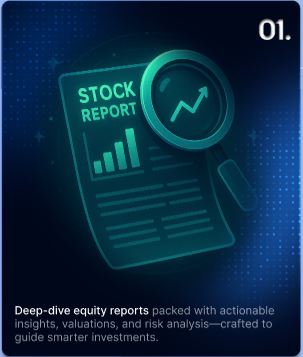 01.
STOCK
REPORT
Deep-dive equity reports packed with actionable
insights, valuations, and risk analysis—crafted to
guide smarter investments.